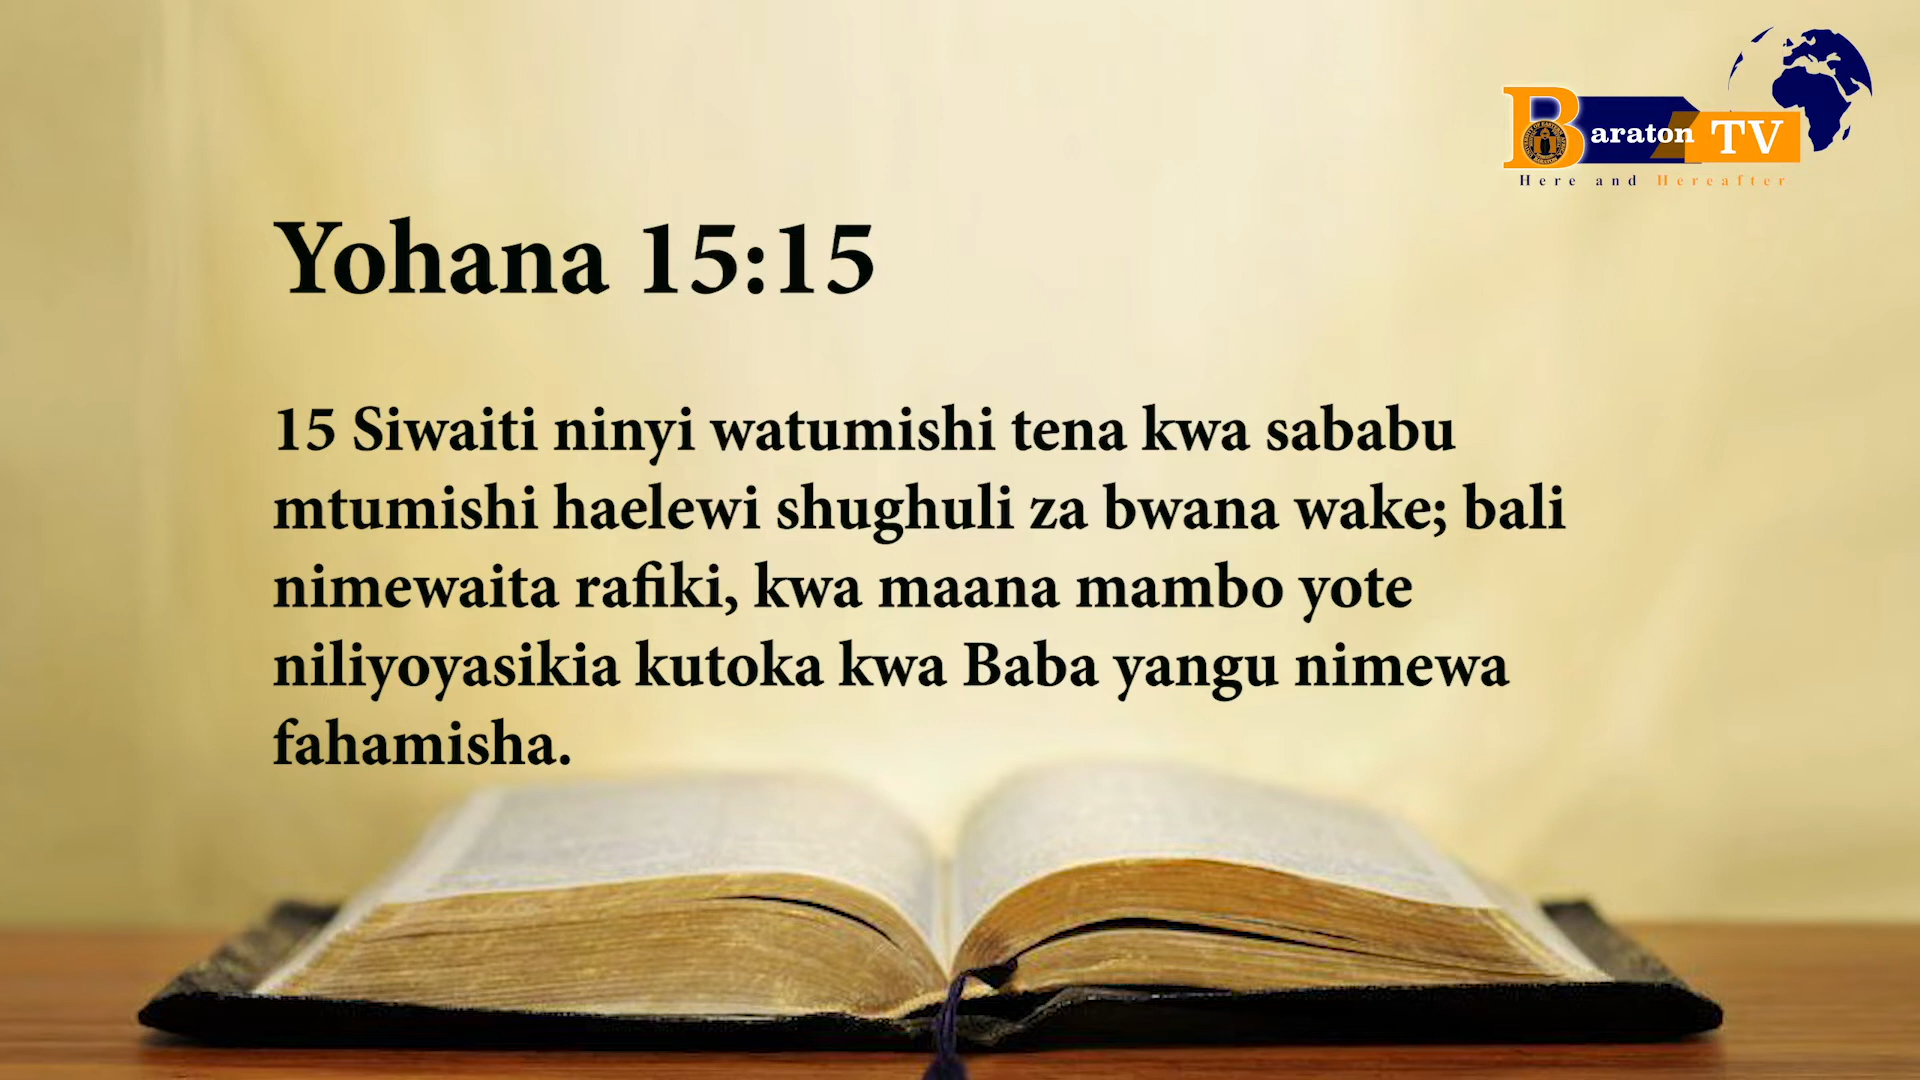 Baraton TV
Here and Hereafter
Yohana 15:15
15 Siwaiti ninyi watumishi tena kwa sababu
mtumishi haelewi shughuli za bwana wake; bali
nimewaita rafiki, kwa maana mambo yote
niliyoyasikia kutoka kwa Baba yangu nimewa
fahamisha.